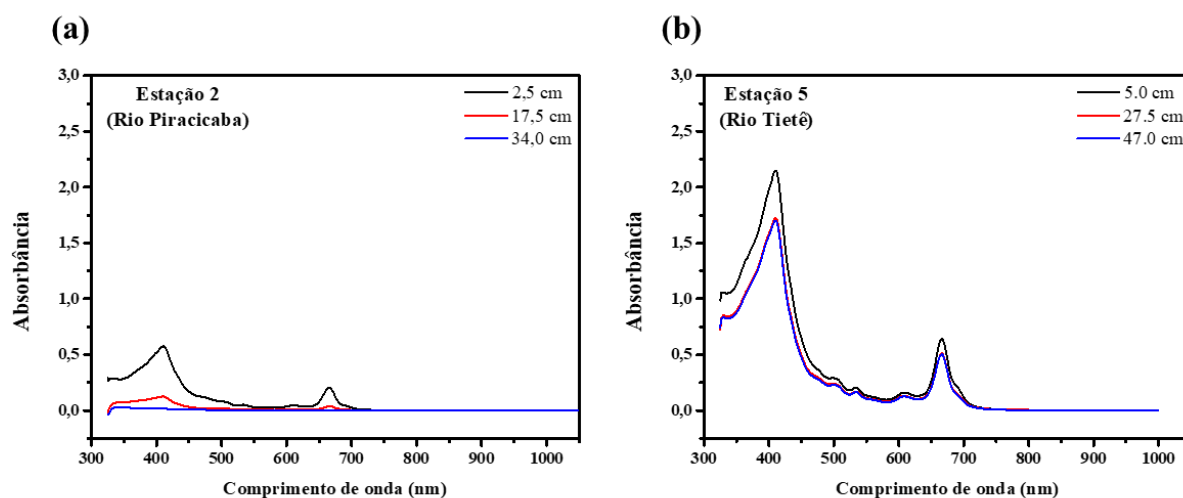 (a)
Estação 2
(Rio Piracicaba)
2,5 cm
17,5 cm
34,0 cm
Absorbância
3,0
2,5
2,0
1,5
1,0
0,5
0,0
300 400 500 600 700 800 900 1000
Comprimento de onda (nm)
(b)
Estação 5
(Rio Tietê)
5.0 cm
27.5 cm
47.0 cm
Absorbância
3,0
2,5
2,0
1,5
1,0
0,5
0,0
300 400 500 600 700 800 900 1000
Comprimento de onda (nm)